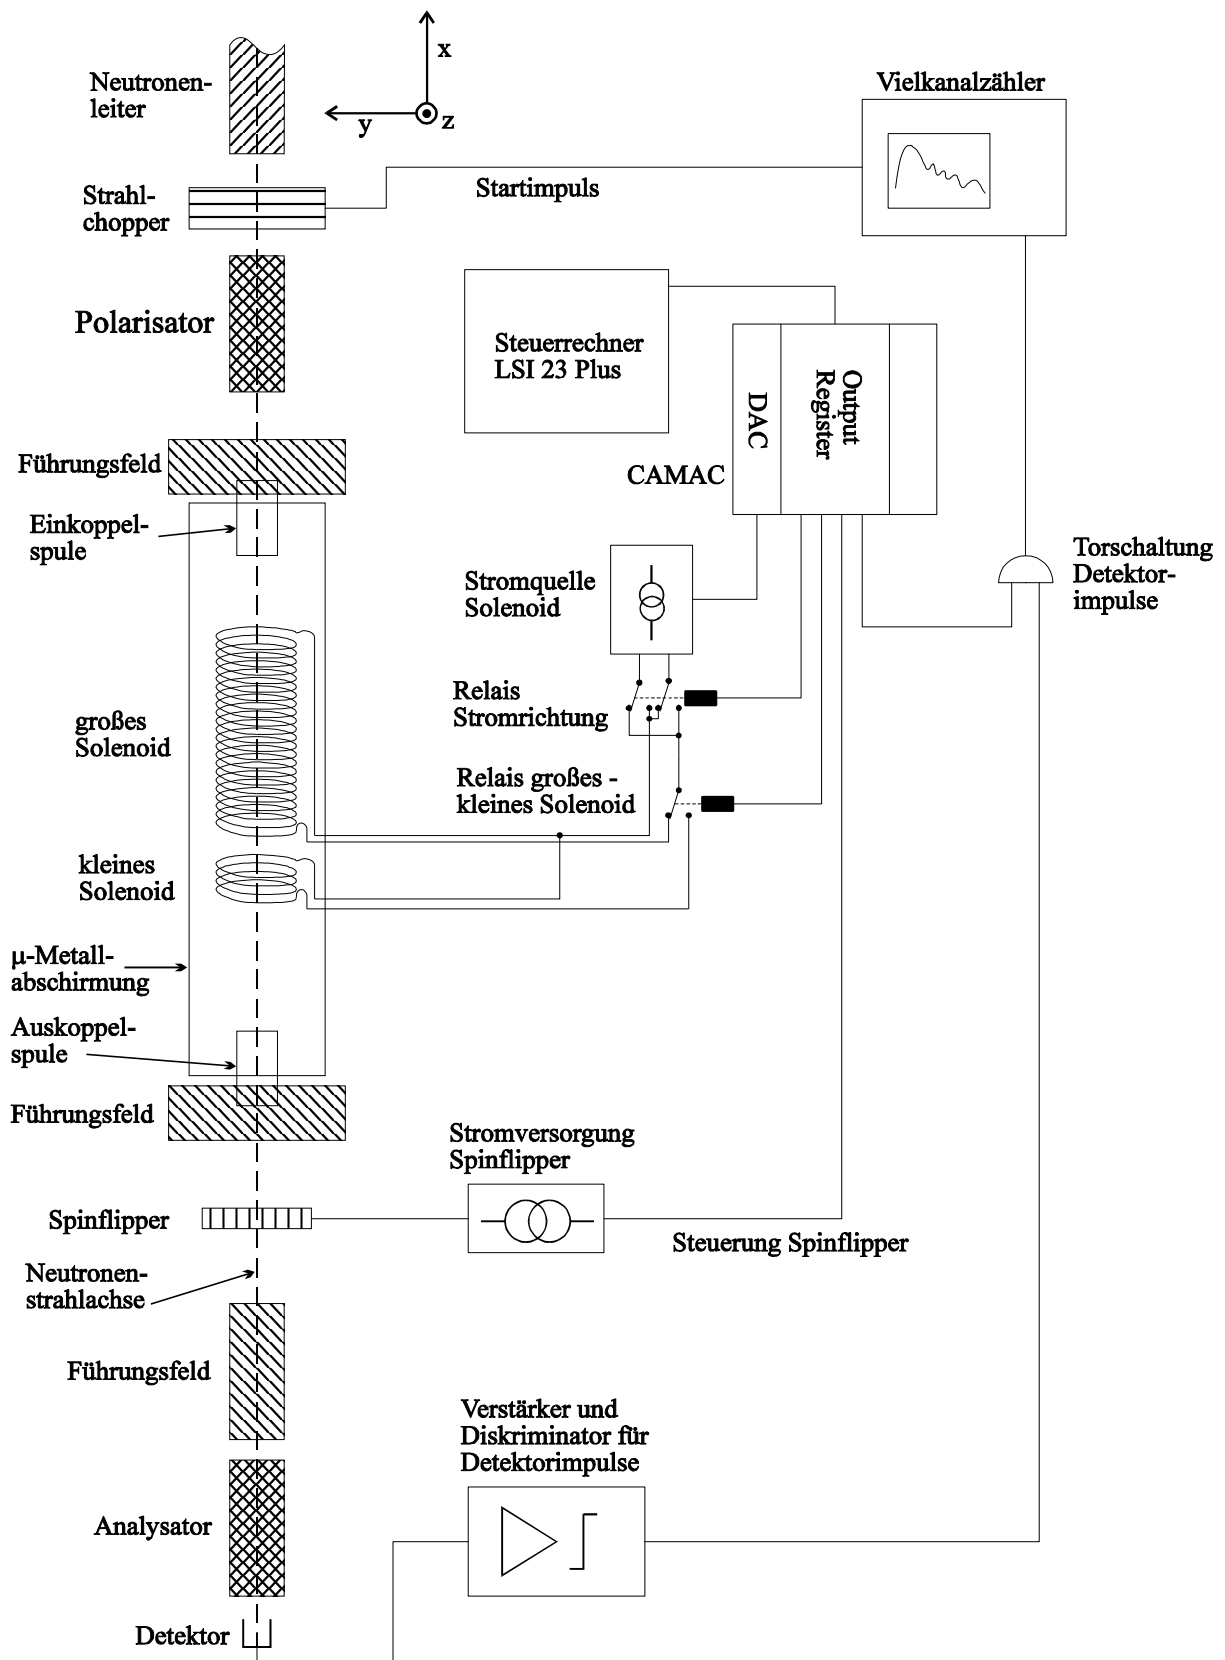 x
y
z
Neutronen-
leiter
Vielkanalzähler
Strahl-
chopper
Startimpuls
Polarisator
Steuerrechner
LSI 23 Plus
DAC
Output
Register
CAMAC
Führungsfeld
Einkoppel-
spule
Stromquelle
Solenoid
Torschaltung
Detektor-
impulse
Relais
Stromrichtung
großes
Solenoid
Relais großes -
kleines Solenoid
kleines
Solenoid
μ-Metall-
abschirmung
Auskoppel-
spule
Führungsfeld
Stromversorgung
Spinflipper
Spinflipper
Steuerung Spinflipper
Neutronen-
strahlachse
Führungsfeld
Verstärker und
Diskriminator für
Detektorimpulse
Analysator
Detektor